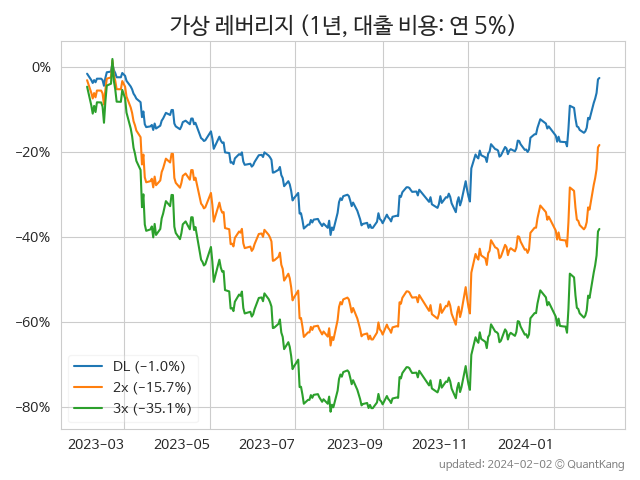 가상 레버리지 (1년, 대출 비용: 연 5%)
0%
−20%
−40%
−60%
−80%
DL (−1.0%)
2x (−15.7%)
3x (−35.1%)
2023−03 2023−05 2023−07 2023−09 2023−11 2024−01
updated: 2024-02-02 © QuantKang